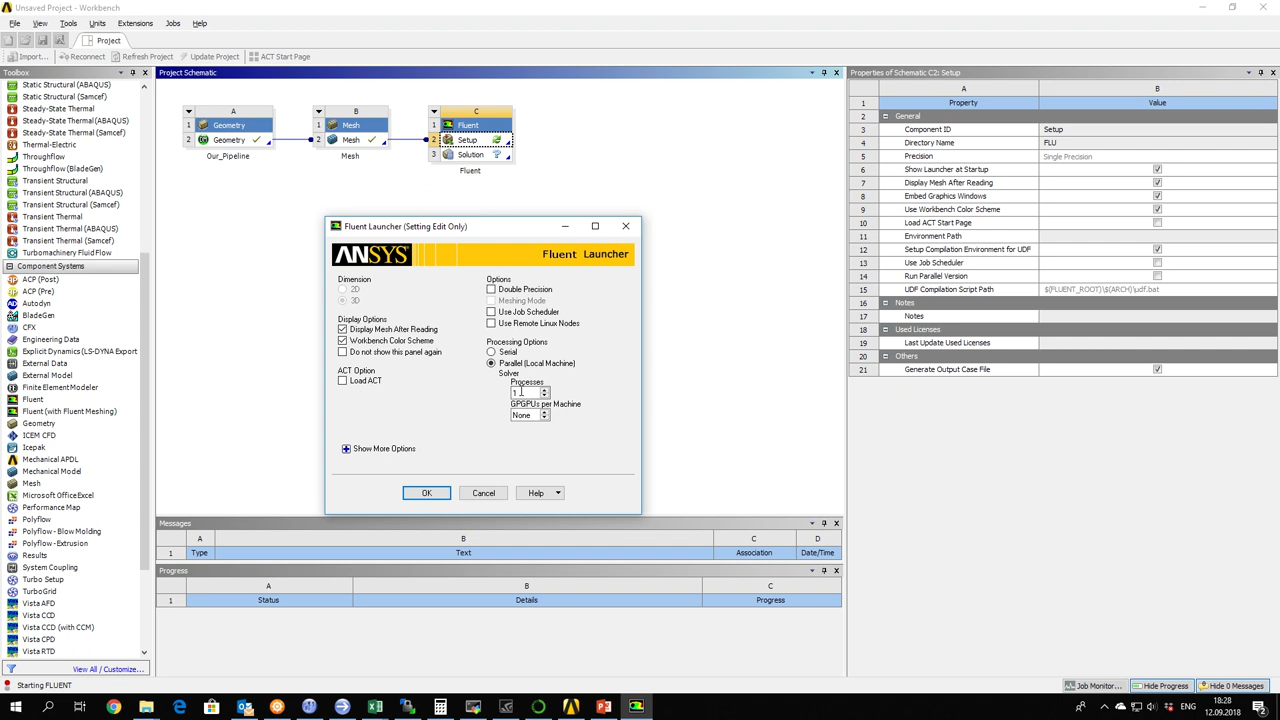 Unsaved Project - Workbench
File View Tools Units Extensions Jobs Help
Project
Import... Reconnect Refresh Project Update Project ACT Start Page
Toolbox
Static Structural (ABAQUS)
Static Structural (Samcef)
Steady-State Thermal
Steady-State Thermal (ABAQUS)
Steady-State Thermal (Samcef)
Thermal-Electric
Throughflow
Throughflow (BladeGen)
Transient Structural
Transient Structural (ABAQUS)
Transient Structural (Samcef)
Transient Thermal
Transient Thermal (ABAQUS)
Transient Thermal (Samcef)
Turbomachinery Fluid Flow
Component Systems
ACP (Post)
ACP (Pre)
Autodyn
BladeGen
CFX
Engineering Data
Explicit Dynamics (LS-DYNA Export
External Data
Finite Element Modeler
Fluent
Fluent (with Fluent Meshing)
Geometry
ICEM CFD
Icepak
Mechanical APDL
Mechanical Model
Mesh
Microsoft Office Excel
Performance Map
Polyflow
Polyflow - Blow Molding
Polyflow - Extrusion
Results
System Coupling
Turbo Setup
TurboGrid
Vista AFD
Vista CCD
Vista CCD (with CCM)
Vista CPD
Vista RTD
View All / Customize...
Project Schematic
A
1 Geometry
2 Geometry
Our_Pipeline
B
1 Mesh
2 Mesh
Mesh
C
1 Fluent
2 Setup
3 Solution
Fluent
Fluent Launcher (Setting Edit Only)
ANSYS Fluent Launcher
Dimension
2D
3D
Display Options
Display Mesh After Reading
Workbench Color Scheme
Do not show this panel again
ACT Option
Load ACT
Options
Double Precision
Meshing Mode
Use Job Scheduler
Use Remote Linux Nodes
Processing Options
Serial
Parallel (Local Machine)
Solver
Processes
1
GPGPUs per Machine
None
Show More Options
OK Cancel Help
Messages
A B C D
1 Type Text Association Date/Time
Progress
A B C
1 Status Details Progress
Properties of Schematic C2: Setup
A B
1 Property Value
2 General
3 Component ID Setup
4 Directory Name FLU
5 Precision Single Precision
6 Show Launcher at Startup
7 Display Mesh After Reading
8 Embed Graphics Windows
9 Use Workbench Color Scheme
10 Load ACT Start Page
11 Environment Path
12 Setup Compilation Environment for UDF
13 Use Job Scheduler
14 Run Parallel Version
15 UDF Compilation Script Path $(FLUENT_ROOT)\$(ARCH)\udf.bat
16 Notes
17 Notes
18 Used Licenses
19 Last Update Used Licenses
20 Others
21 Generate Output Case File
Starting FLUENT
Job Monitor... Hide Progress Hide 0 Messages
18:28
12.09.2018